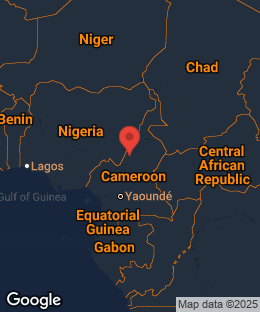 Niger
Chad
Benin
Nigeria
Lagos
Central
African
Republic
Cameroon
Gulf of Guinea
Yaoundé
Equatorial
Guinea
Gabon
Google
Map data ©2025